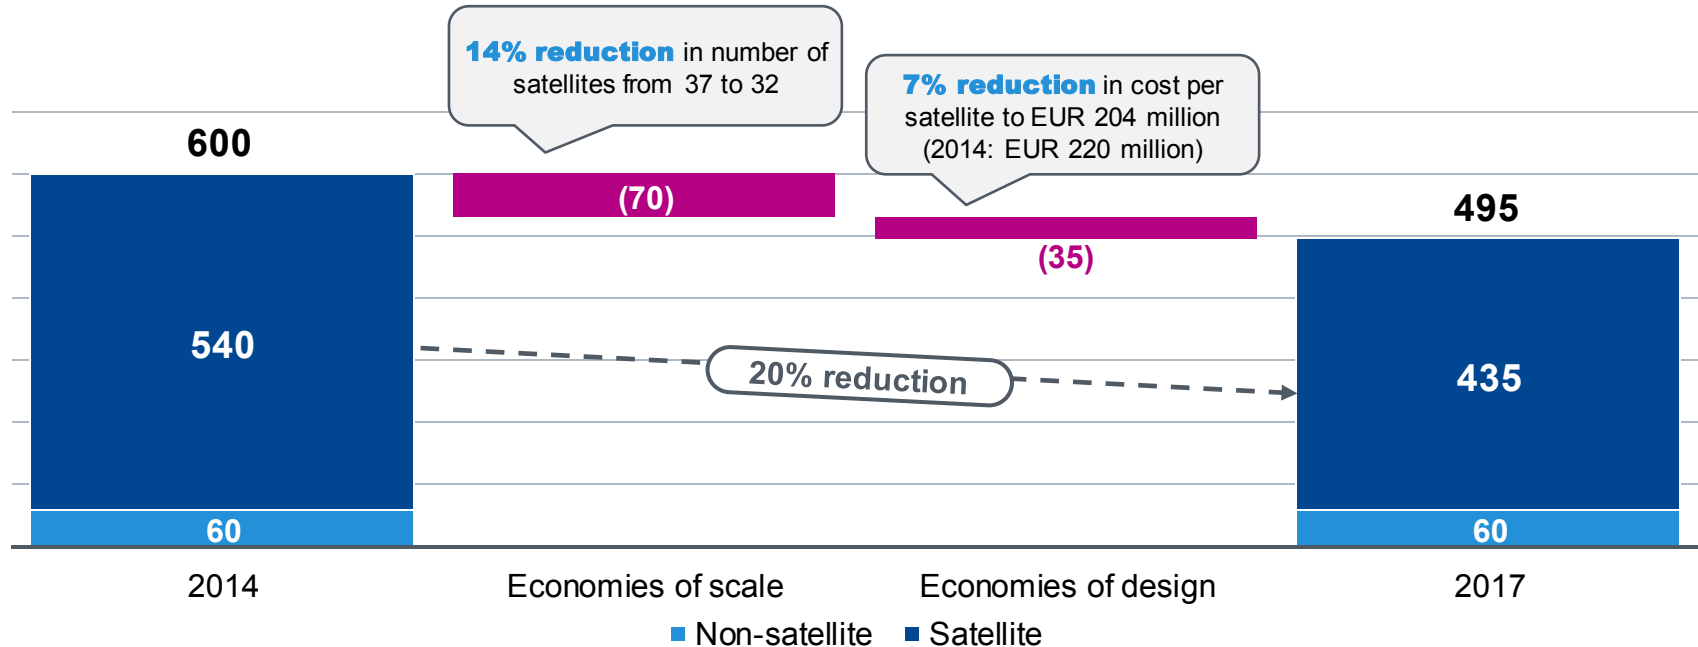 14% reduction in number of
satellites from 37 to 32
7% reduction in cost per
satellite to EUR 204 million
(2014: EUR 220 million)
600
(70)
495
(35)
540
20% reduction
435
60
60
2014
Economies of scale
Economies of design
2017
Non-satellite
Satellite